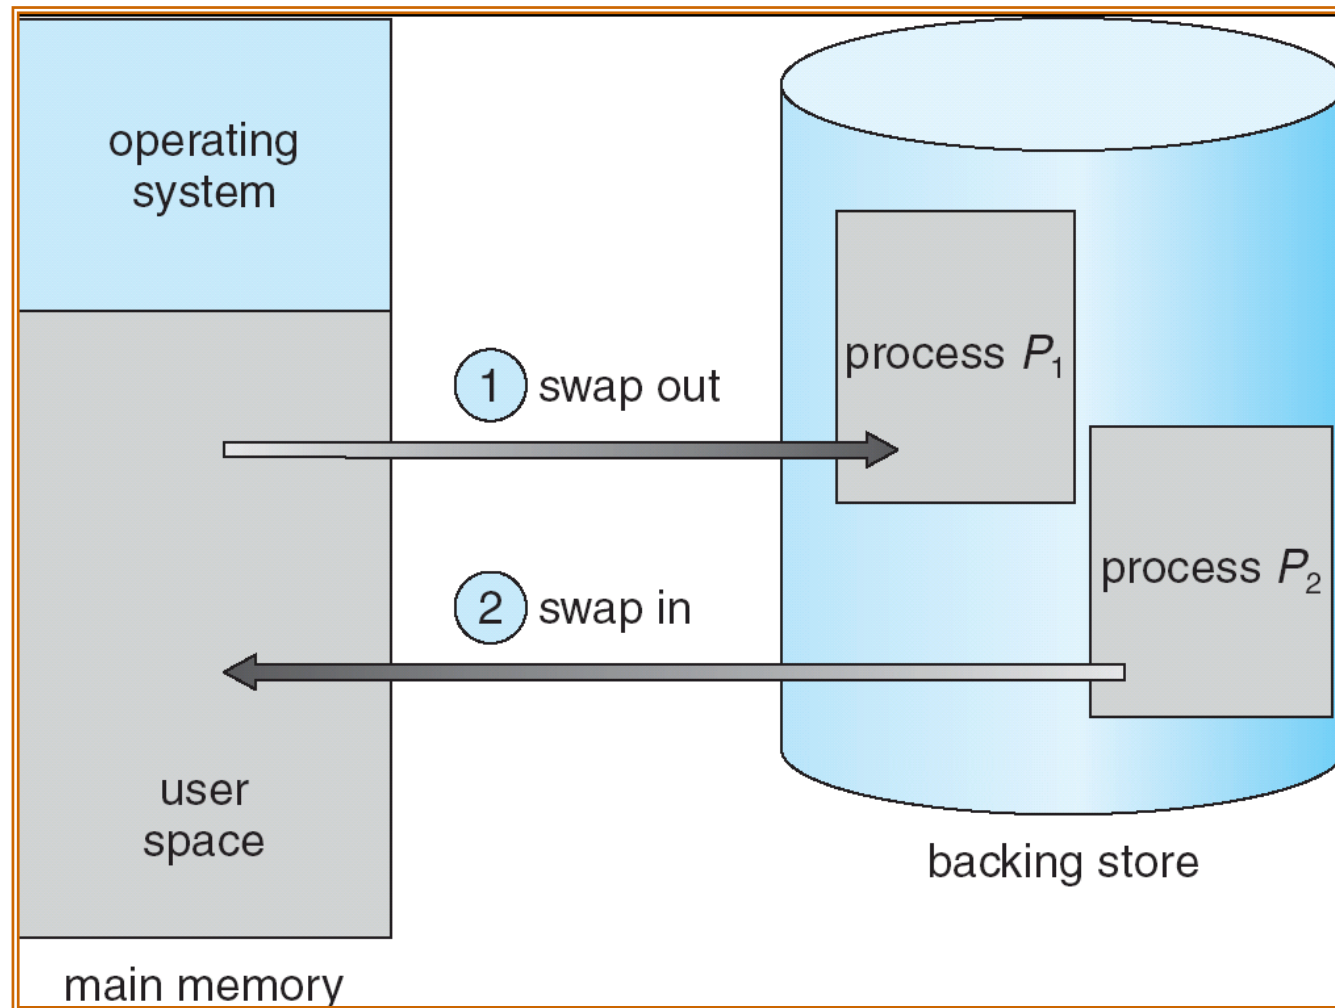 operating
system
process P₁
1 swap out
process P₂
2 swap in
user
space
backing store
main memory